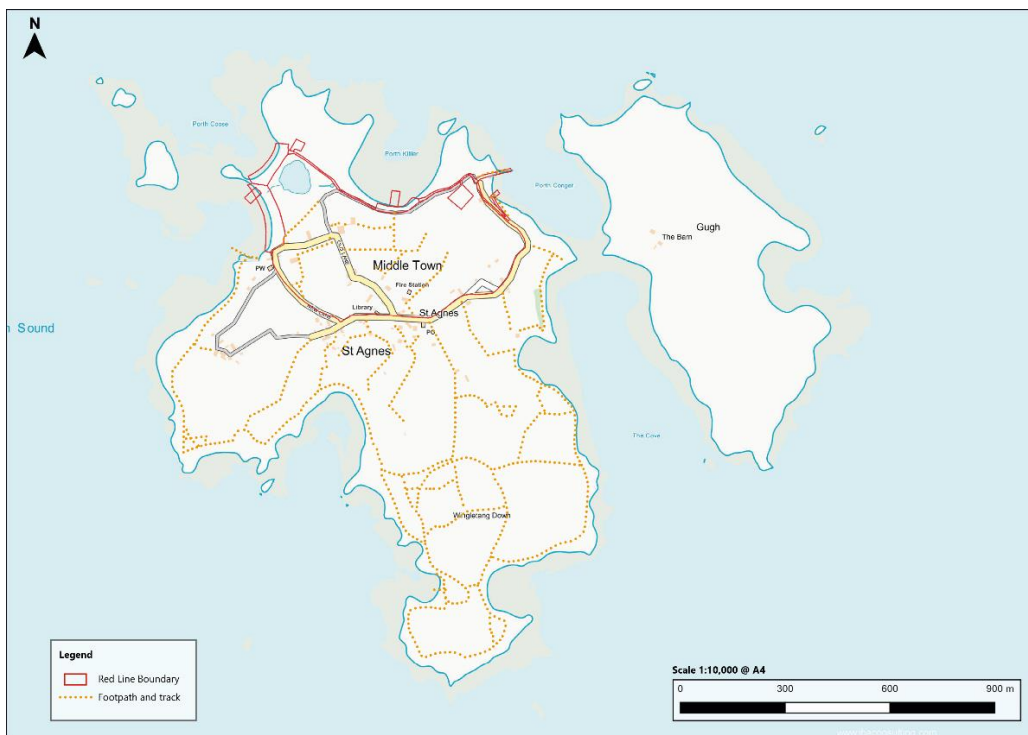 N
Porth Coose
Porth Killier
Porth Conger
Gugh
The Barn
Middle Town
PW
Fire Station
Library
St Agnes
PO
St Agnes
n Sound
The Cove
Wingletang Down
Legend
Red Line Boundary
Footpath and track
Scale 1:10,000 @ A4
0 300 600 900 m